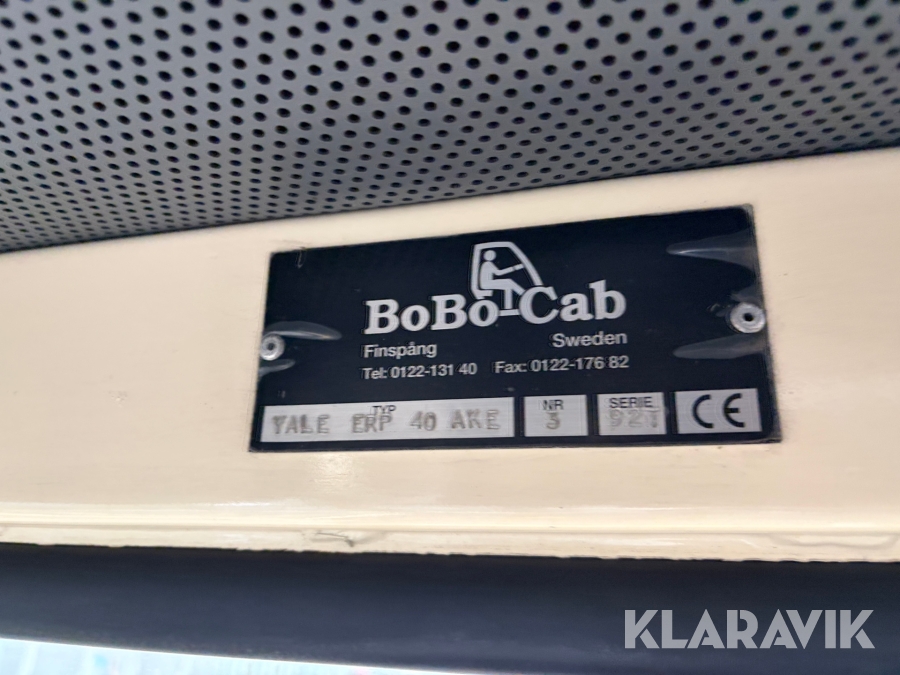 BoBo-Cab
Finspång Sweden
Tel: 0122-131 40 Fax: 0122-176 82
TYP NR SERIE
YALE ERP 40 AKE 3 92T
CE
KLARAVIK